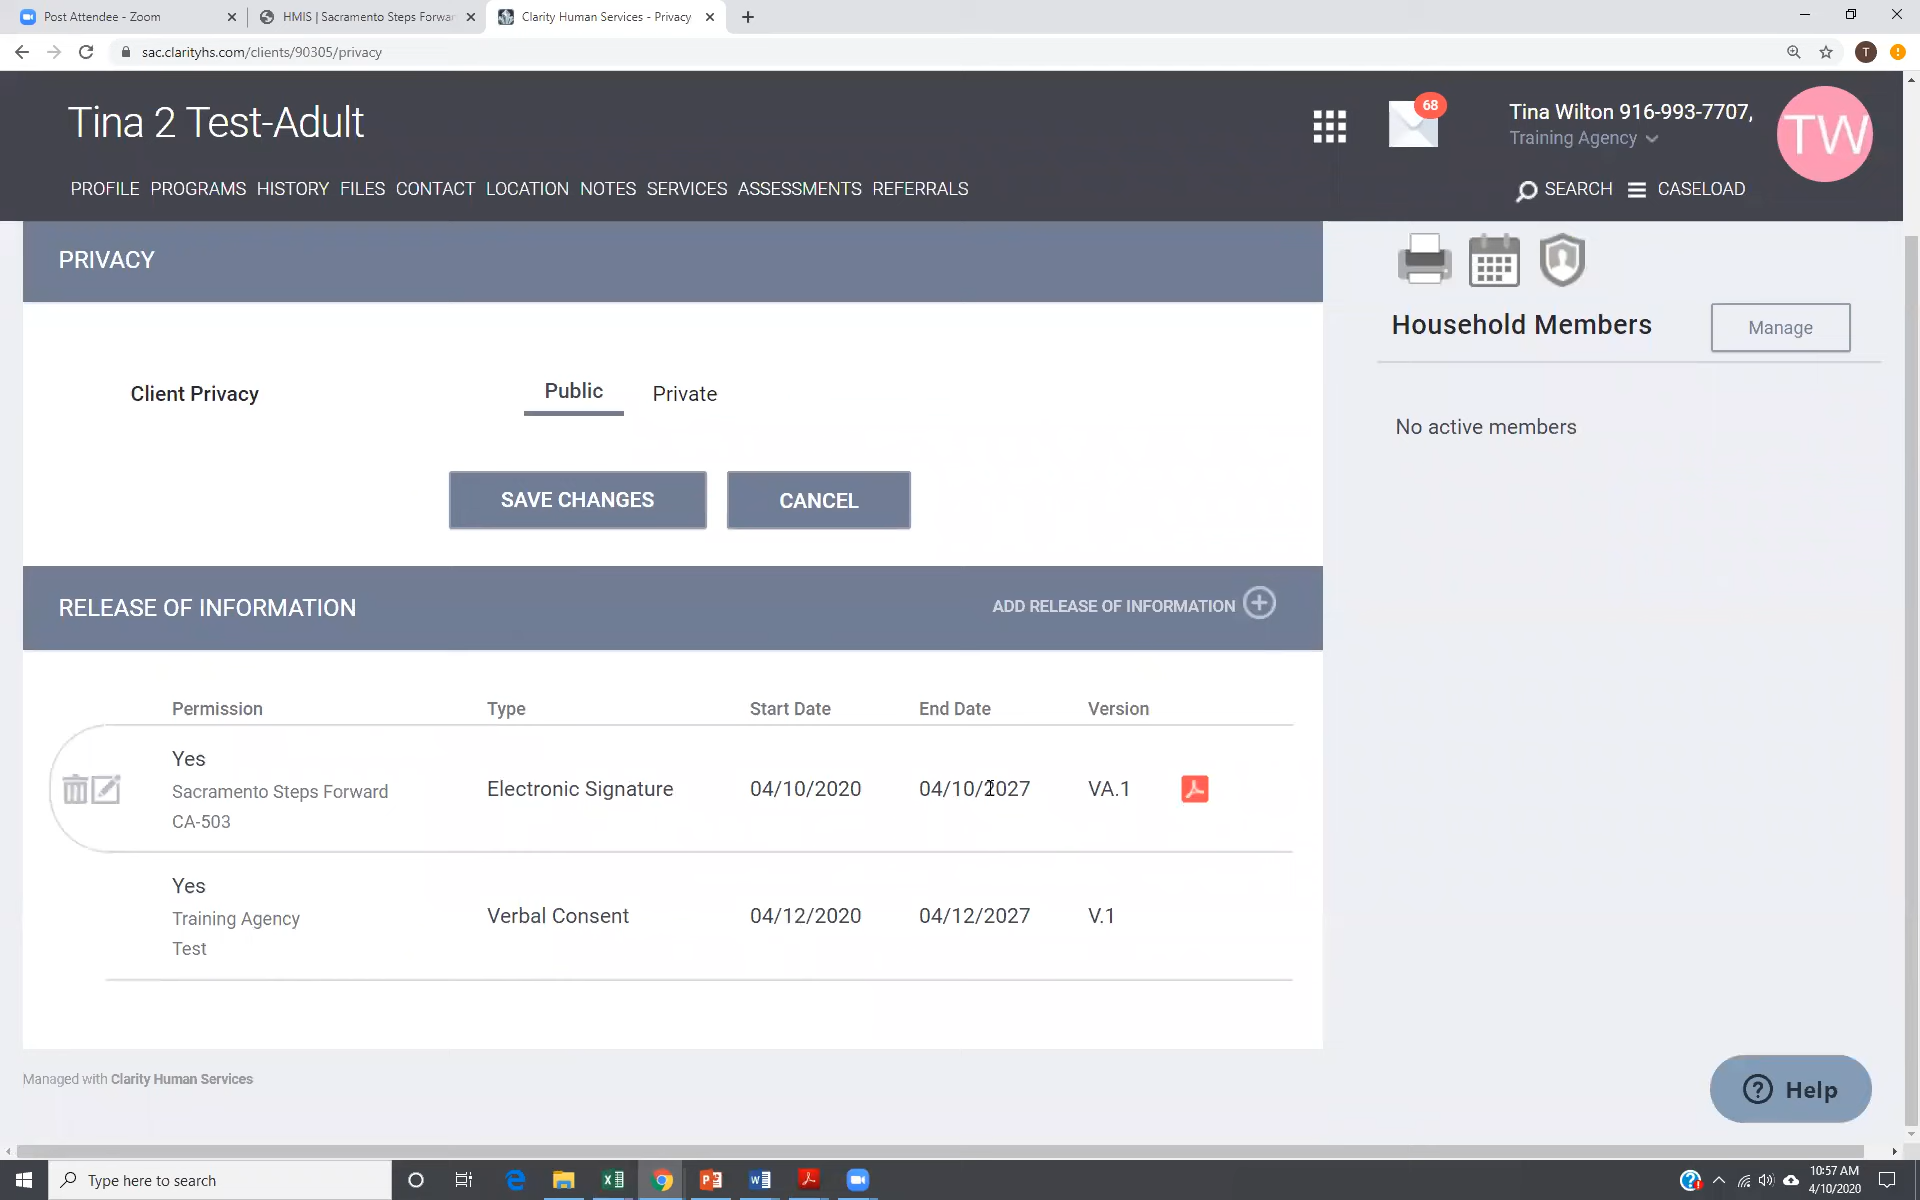 Post Attendee - Zoom
HMIS | Sacramento Steps Forwar
Clarity Human Services - Privacy
sac.clarityhs.com/clients/90305/privacy
T
Tina 2 Test-Adult
68
Tina Wilton 916-993-7707,
Training Agency
TW
PROFILE PROGRAMS HISTORY FILES CONTACT LOCATION NOTES SERVICES ASSESSMENTS REFERRALS
SEARCH CASELOAD
PRIVACY
Household Members Manage
Client Privacy Public Private
No active members
SAVE CHANGES CANCEL
RELEASE OF INFORMATION ADD RELEASE OF INFORMATION
Permission Type Start Date End Date Version
Yes
Sacramento Steps Forward
CA-503
Electronic Signature 04/10/2020 04/10/2027 VA.1
Yes
Training Agency
Test
Verbal Consent 04/12/2020 04/12/2027 V.1
Managed with Clarity Human Services
Help
Type here to search
10:57 AM
4/10/2020